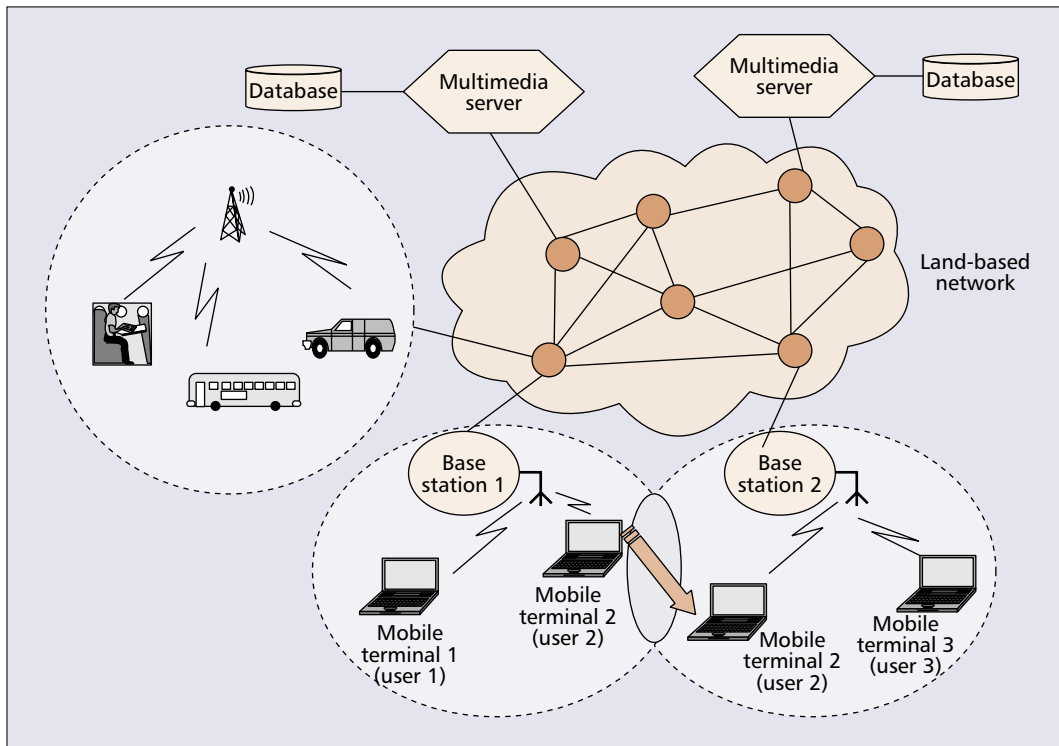 Database
Multimedia
server
Multimedia
server
Database
Land-based
network
Base
station 1
Base
station 2
Mobile
terminal 1
(user 1)
Mobile
terminal 2
(user 2)
Mobile
terminal 2
(user 2)
Mobile
terminal 3
(user 3)